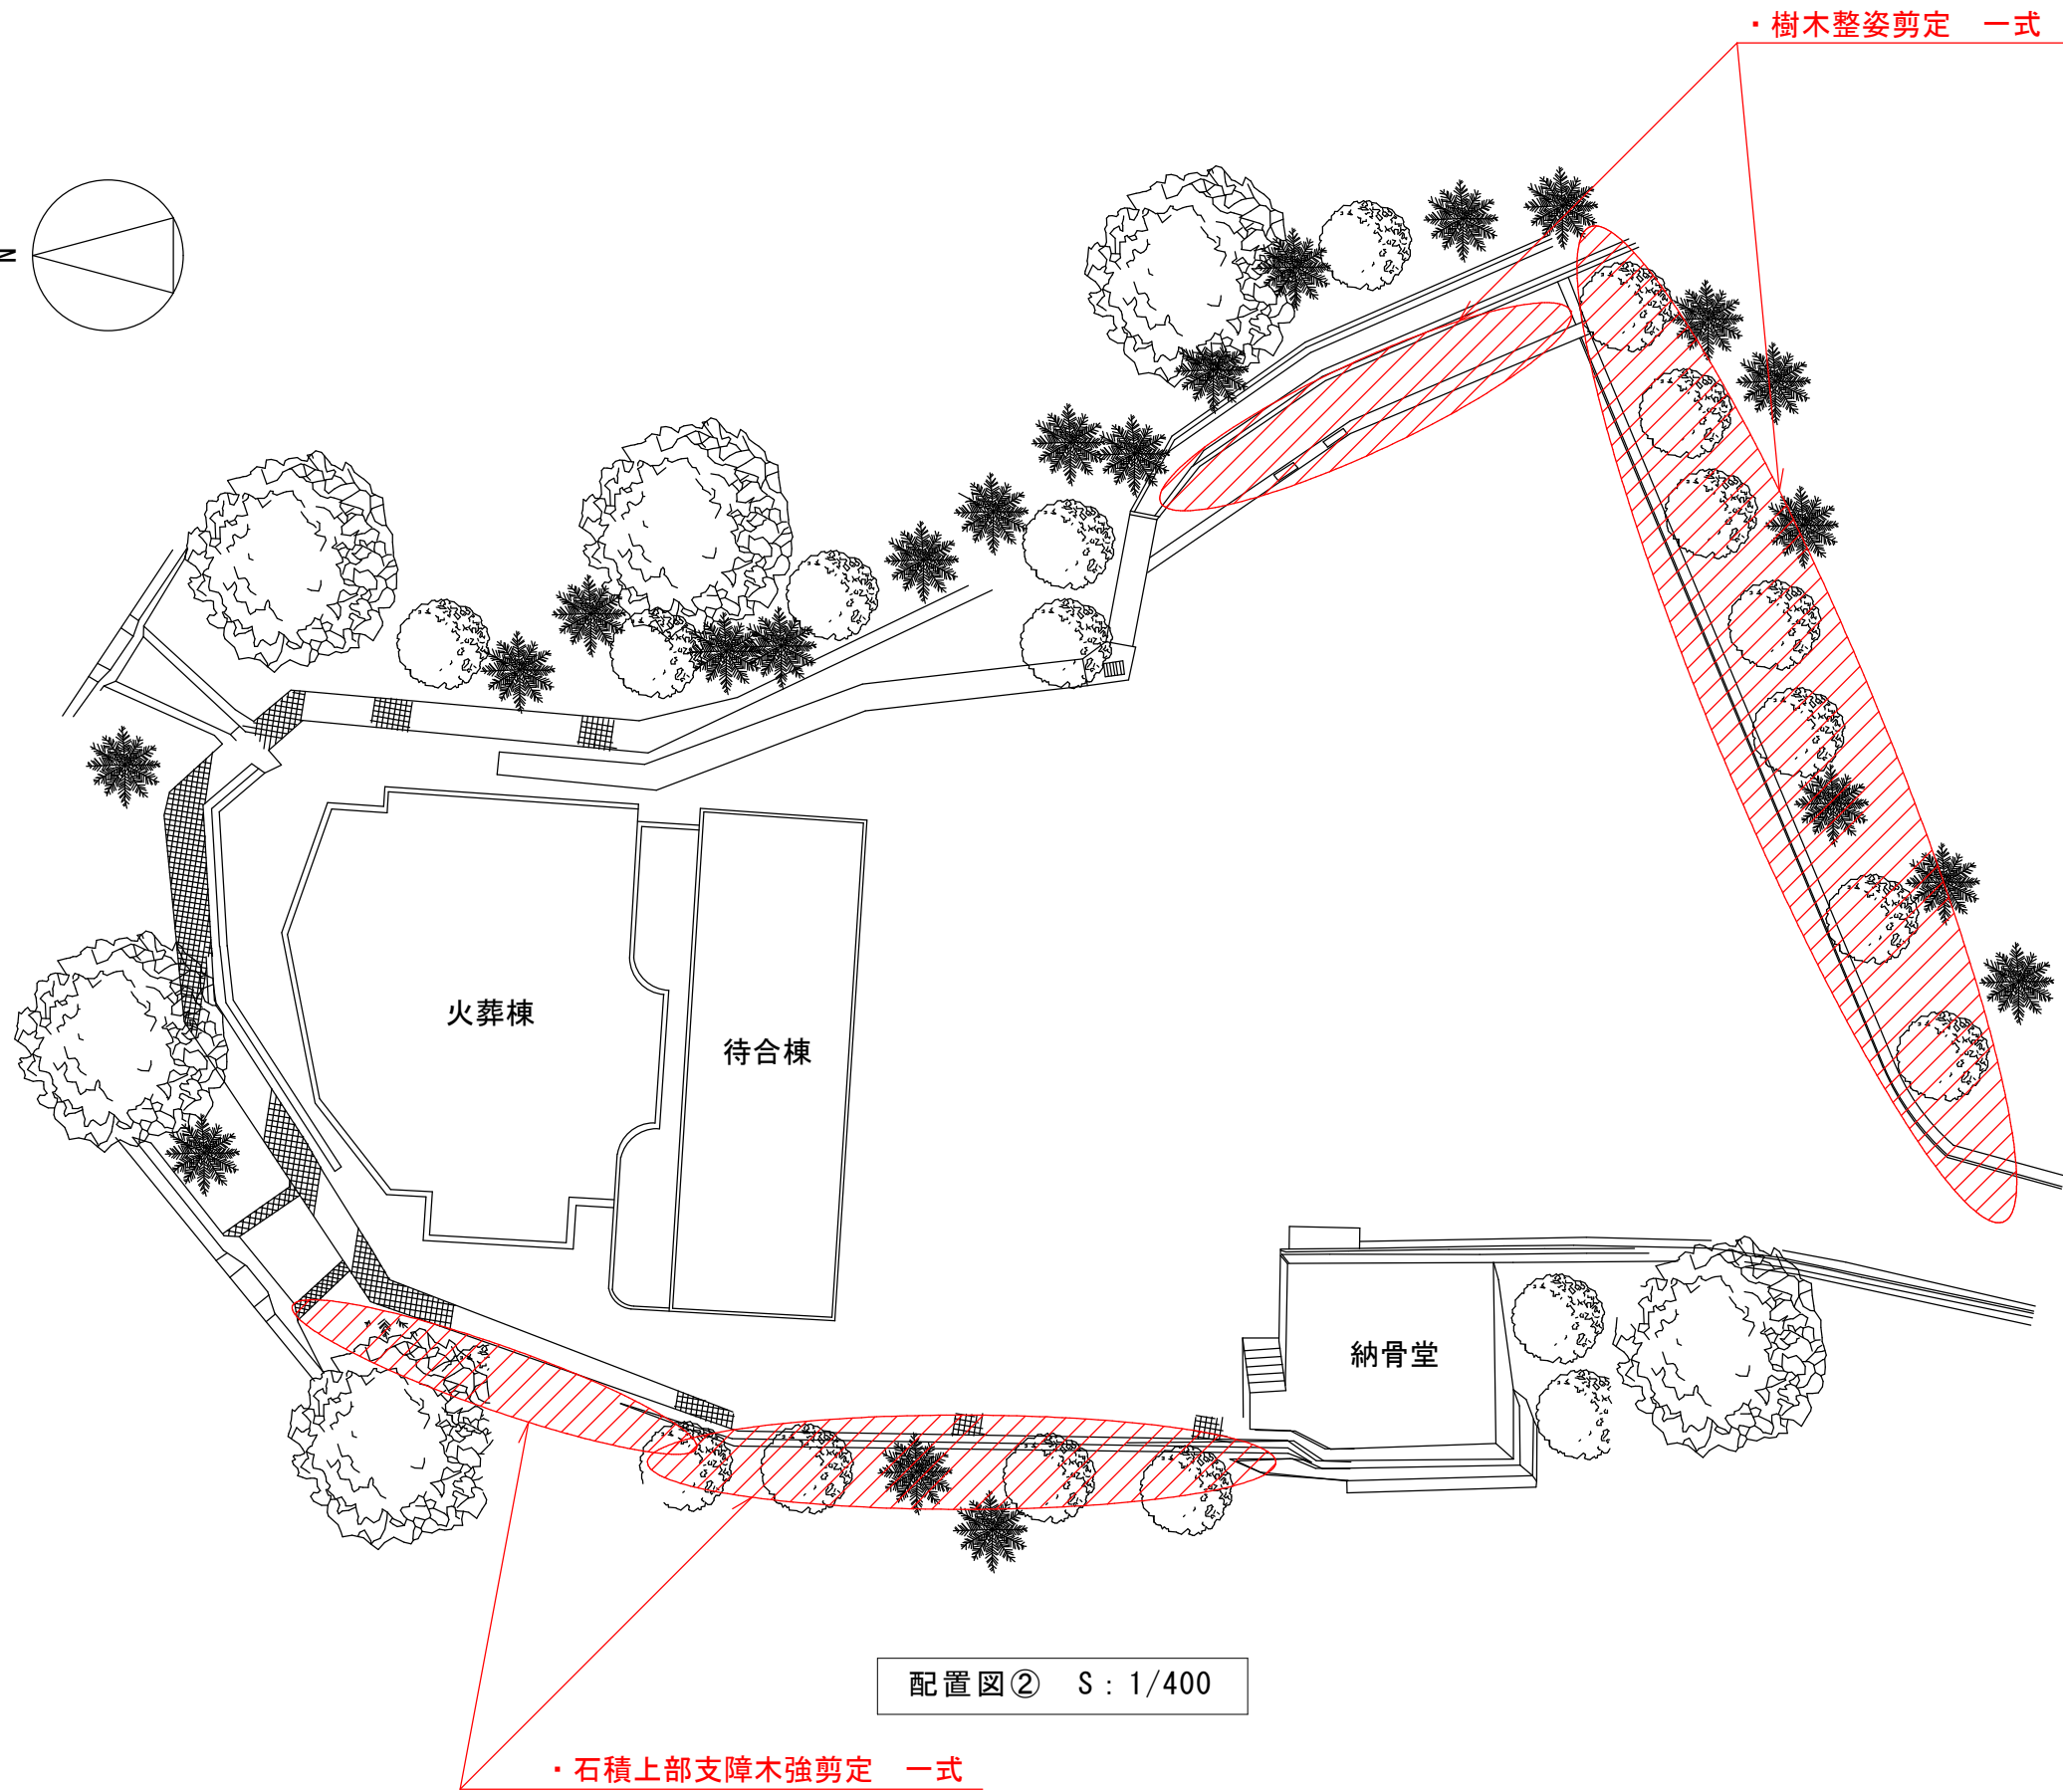 ・樹木整姿剪定　一式
N
火葬棟
待合棟
納骨堂
配置図②　S：1/400
・石積上部支障木強剪定　一式